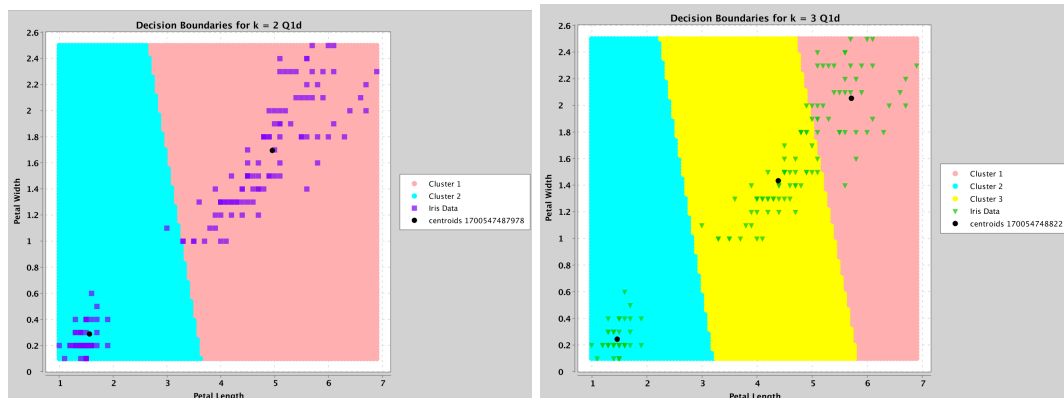 Decision Boundaries for k = 2 Q1d
2.6
2.4
2.2
2.0
1.8
1.6
1.4
1.2
1
0.8
0.6
0.4
0.2
0
Petal Width
1 2 3 4 5 6 7
Petal Length
Cluster 1
Cluster 2
Iris Data
centroids 1700547487978
Decision Boundaries for k = 3 Q1d
2.6
2.4
2.2
2.0
1.8
1.6
1.4
1.2
1.0
0.8
0.6
0.4
0.2
0
Petal Width
1 2 3 4 5 6 7
Petal Length
Cluster 1
Cluster 2
Cluster 3
Iris Data
centroids 170054748822